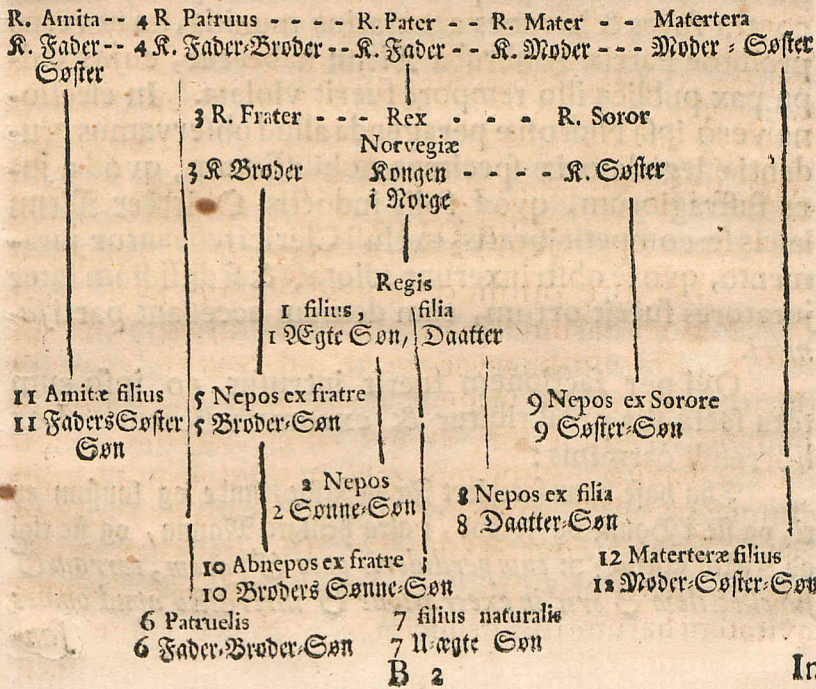 R. Amita -- 4 R Patruus - - - - R. Pater - - R. Mater - - Matertera
K. Fader -- 4 K. Fader-Broder -- K. Fader - - K. Moder - - - Moder-Søster
Søster
3 R. Frater - - - Rex - - - R. Soror
Norvegiæ
3 K Broder Kongen - - - - K. Søster
i Norge
Regis
1 filius, filia
1 Ægte Søn, Daatter
11 Amitæ filius 5 Nepos ex fratre 9 Nepos ex Sorore
11 Faders Søster 5 Broder-Søn 9 Søster-Søn
Søn
2 Nepos 8 Nepos ex filia
2 Sønne-Søn 8 Daatter-Søn
10 Abnepos ex fratre 12 Materteræ filius
10 Broders Sønne-Søn 12 Moder-Søster-Søn
6 Patruelis 7 filius naturalis
6 Fader-Broder-Søn 7 U-ægte Søn
B 2 In